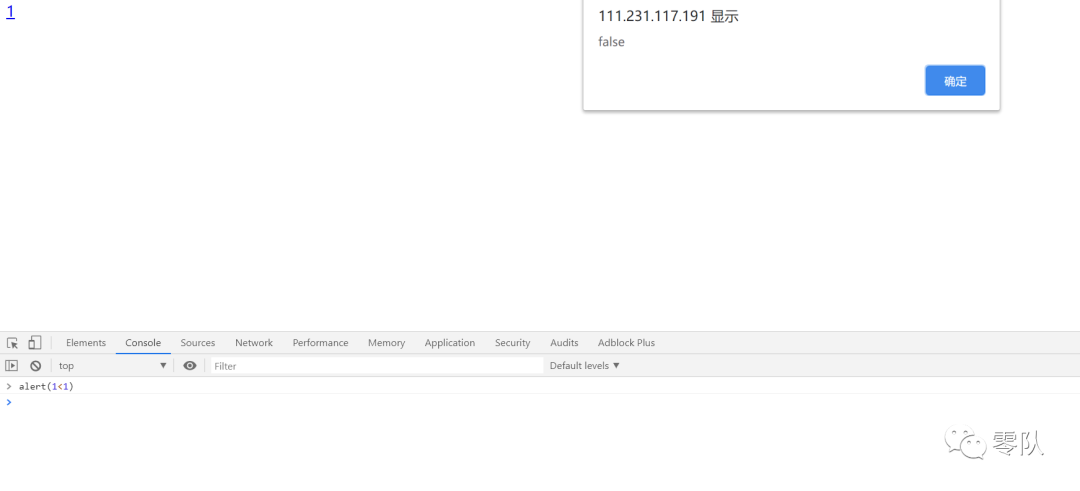 1
111.231.117.191 显示
false
确定
Elements Console Sources Network Performance Memory Application Security Audits Adblock Plus
top ▼ Filter Default levels ▼
> alert(1<1)
>
零队